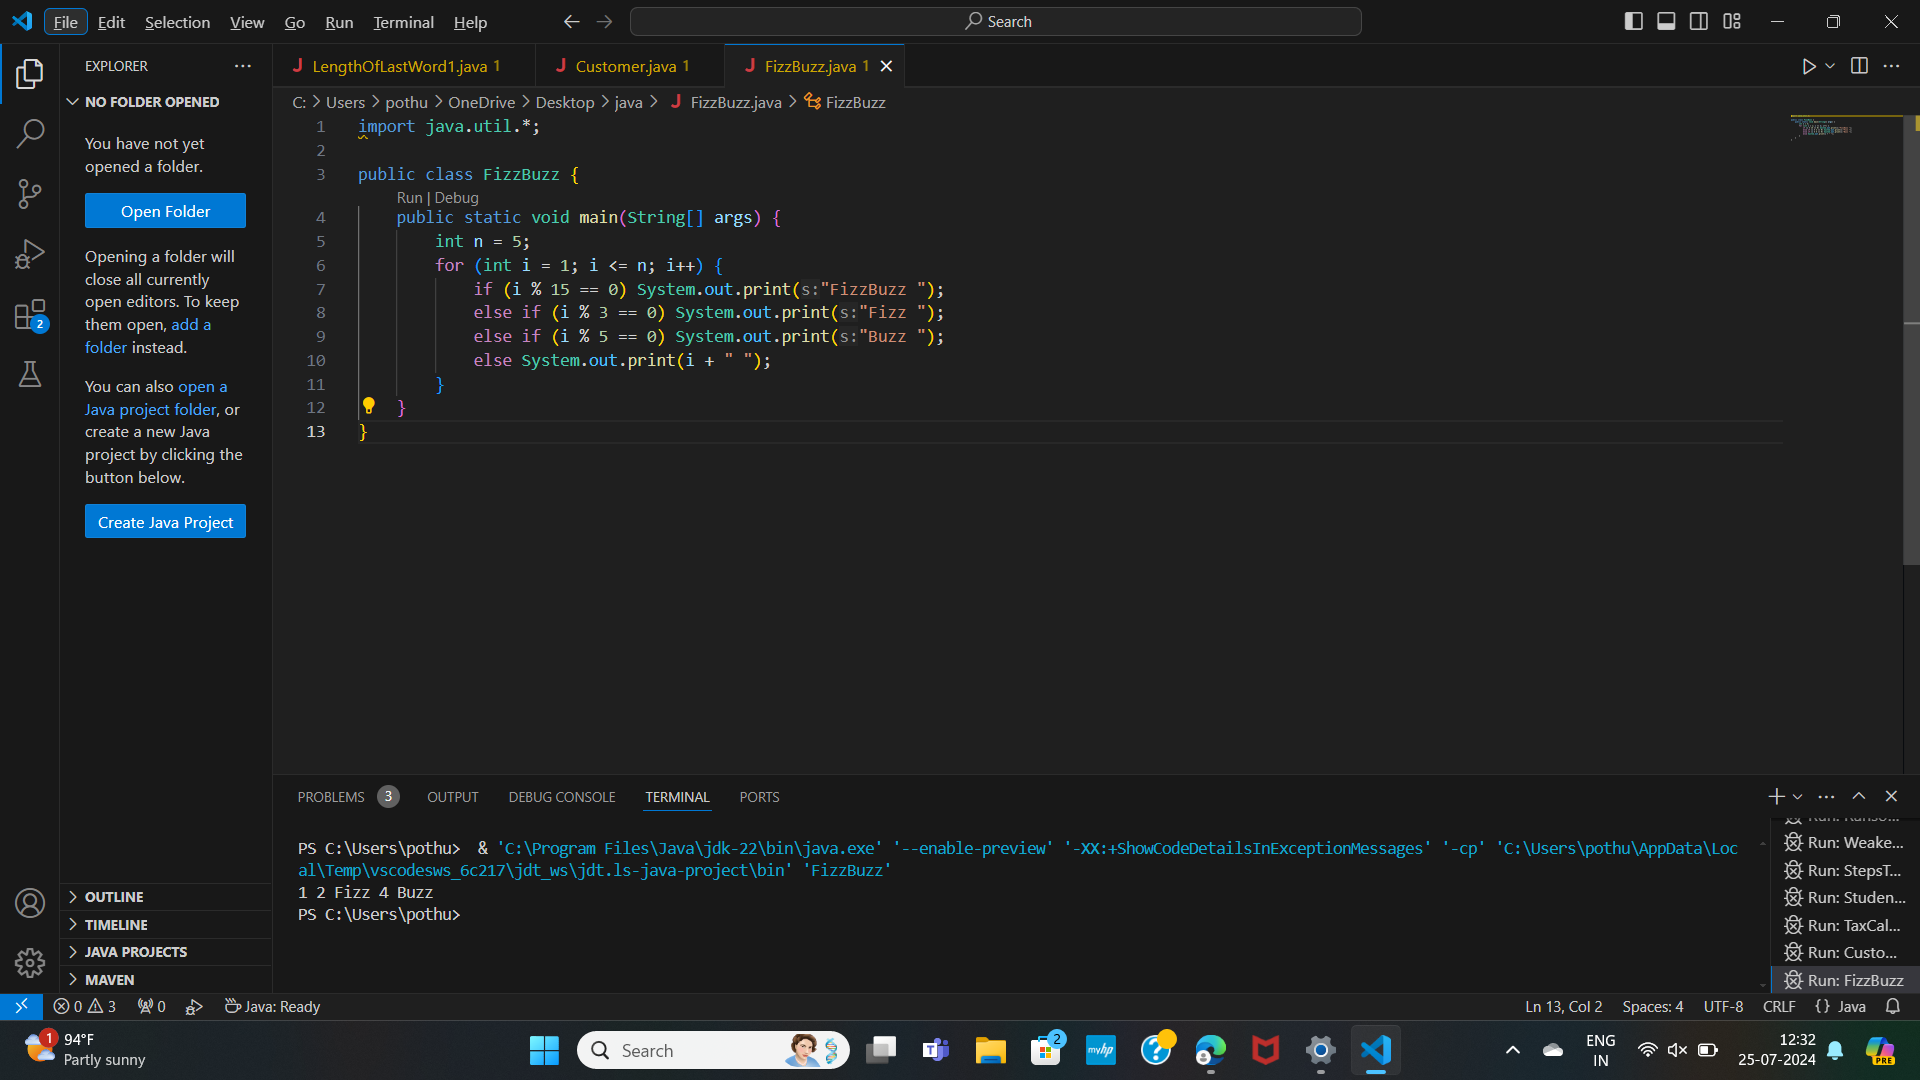 File Edit Selection View Go Run Terminal Help
Search
EXPLORER
NO FOLDER OPENED
You have not yet
opened a folder.
Open Folder
Opening a folder will
close all currently
open editors. To keep
them open, add a
folder instead.
You can also open a
Java project folder, or
create a new Java
project by clicking the
button below.
Create Java Project
OUTLINE
TIMELINE
JAVA PROJECTS
MAVEN
2
LengthOfLastWord1.java 1 Customer.java 1 FizzBuzz.java 1
C: Users pothu OneDrive Desktop java FizzBuzz.java FizzBuzz
1 import java.util.*;
2
3 public class FizzBuzz {
Run | Debug
4 public static void main(String[] args) {
5 int n = 5;
6 for (int i = 1; i <= n; i++) {
7 if (i % 15 == 0) System.out.print(s:"FizzBuzz ");
8 else if (i % 3 == 0) System.out.print(s:"Fizz ");
9 else if (i % 5 == 0) System.out.print(s:"Buzz ");
10 else System.out.print(i + " ");
11 }
12 }
13 }
PROBLEMS 3 OUTPUT DEBUG CONSOLE TERMINAL PORTS
PS C:\Users\pothu> & 'C:\Program Files\Java\jdk-22\bin\java.exe' '--enable-preview' '-XX:+ShowCodeDetailsInExceptionMessages' '-cp' 'C:\Users\pothu\AppData\Loc
al\Temp\vscodesws_6c217\jdt_ws\jdt.ls-java-project\bin' 'FizzBuzz'
1 2 Fizz 4 Buzz
PS C:\Users\pothu>
Run: Weake...
Run: StepsT...
Run: Studen...
Run: TaxCal...
Run: Custo...
Run: FizzBuzz
0 3 0 Java: Ready Ln 13, Col 2 Spaces: 4 UTF-8 CRLF {} Java
1 94°F
Partly sunny
Search
2
myhp
ENG
IN
12:32
25-07-2024
PRE